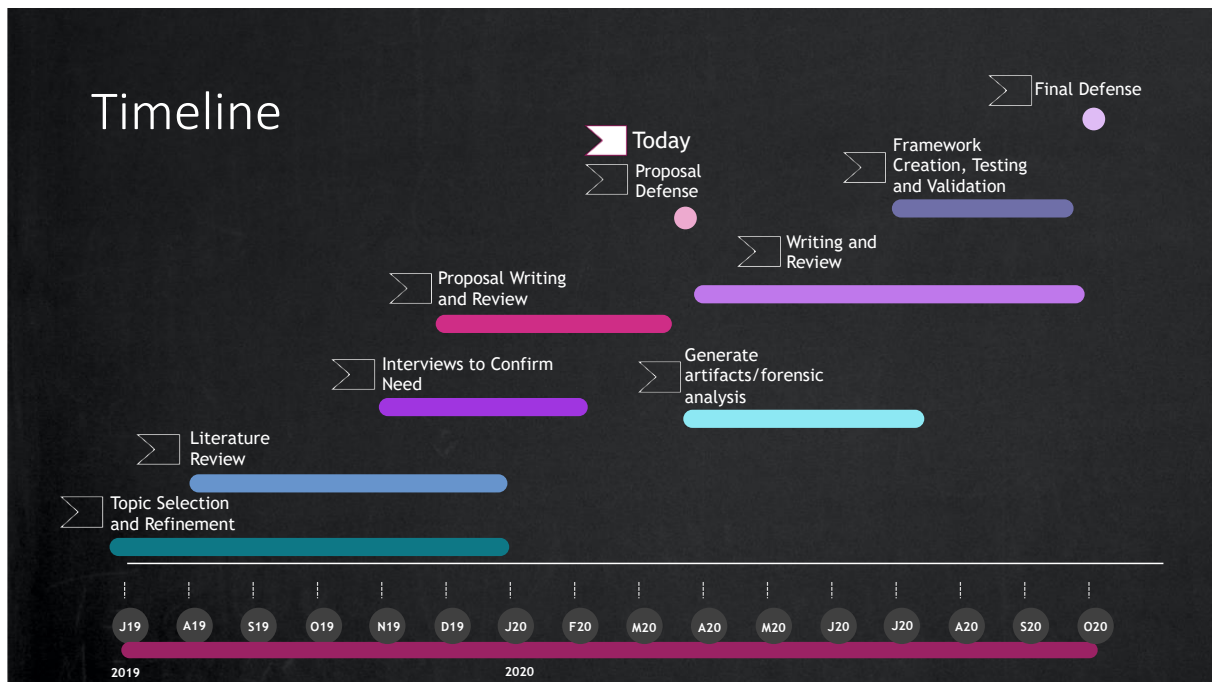 Timeline
Final Defense
Today
Proposal
Defense
Framework
Creation, Testing
and Validation
Writing and
Review
Proposal Writing
and Review
Interviews to Confirm
Need
Generate
artifacts/forensic
analysis
Literature
Review
Topic Selection
and Refinement
J19 A19 S19 O19 N19 D19 J20 F20 M20 A20 M20 J20 J20 A20 S20 O20
2019 2020